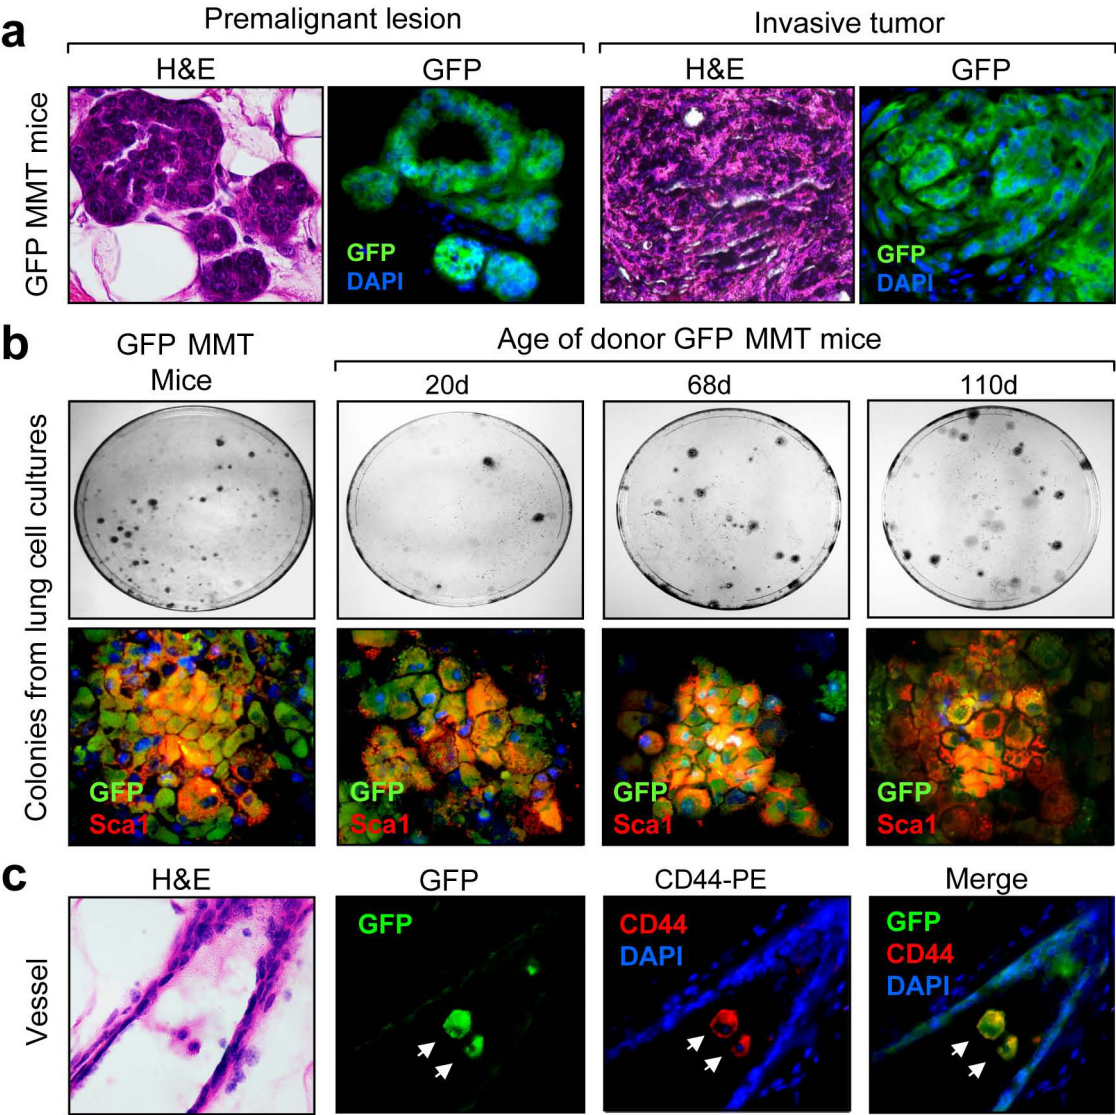 a
Premalignant lesion
Invasive tumor
H&E
GFP
H&E
GFP
GFP MMT mice
GFP
DAPI
GFP
DAPI
b
GFP MMT
Mice
Age of donor GFP MMT mice
20d
68d
110d
Colonies from lung cell cultures
GFP
Sca1
GFP
Sca1
GFP
Sca1
GFP
Sca1
c
H&E
GFP
CD44-PE
Merge
Vessel
GFP
CD44
DAPI
GFP
CD44
DAPI